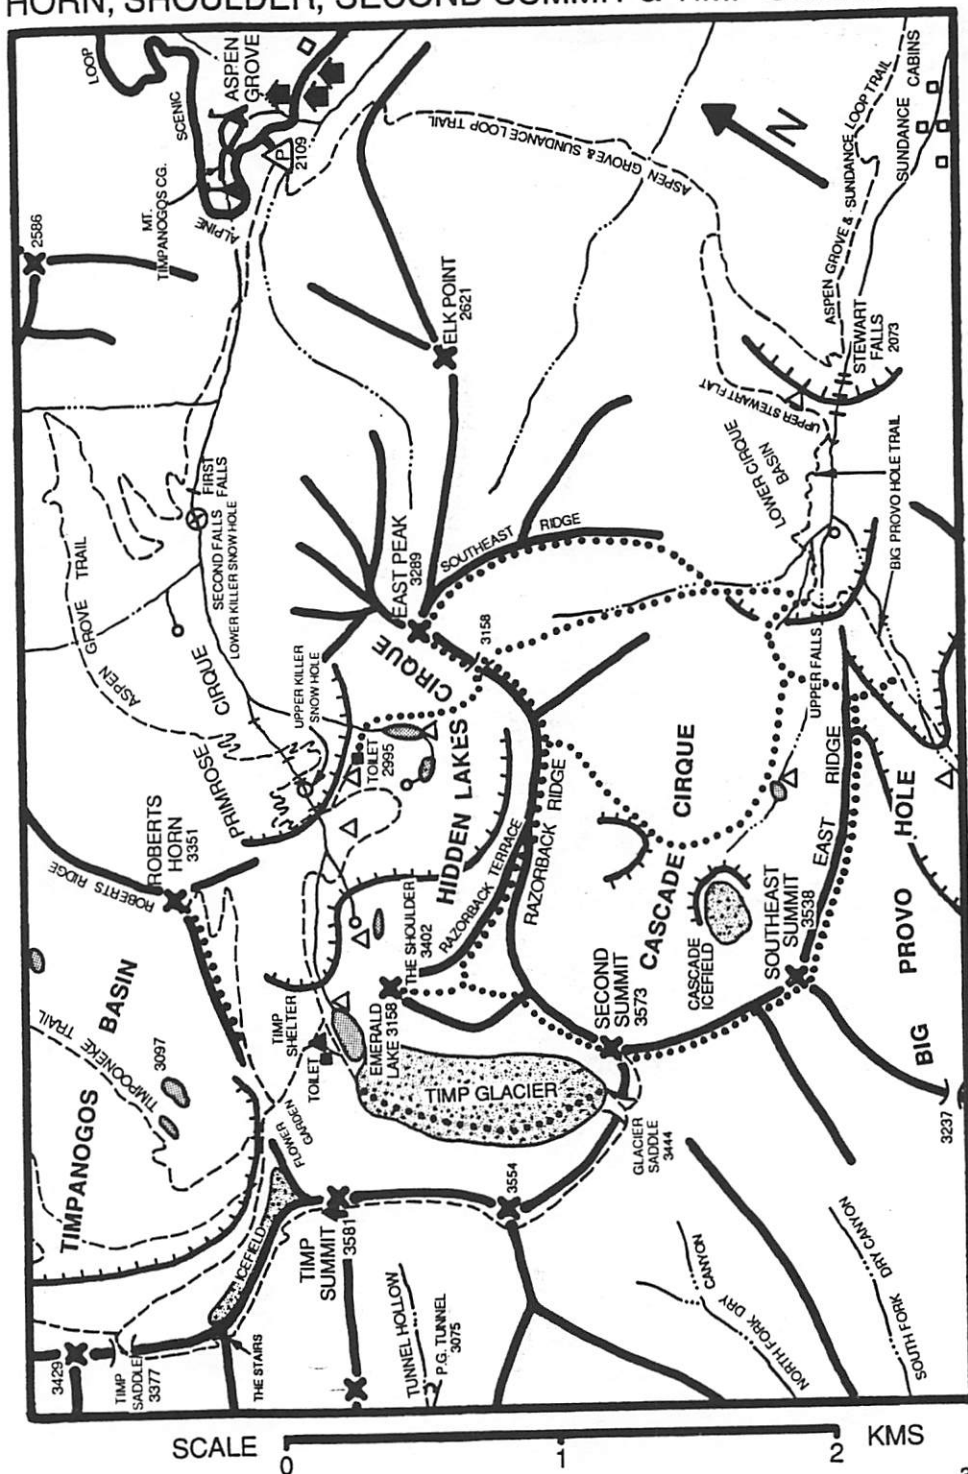 HORN, SHOULDER, SECOND SUMMIT &
LOOP
SCENIC
ASPEN
GROVE
P
2109
MT.
TIMPANOGOS CG.
ALPINE
2586
ASPEN GROVE & SUNDANCE LOOP TRAIL
N
ASPEN GROVE & SUNDANCE LOOP TRAIL
SUNDANCE
CABINS
ELK POINT
2621
STEWART
FALLS
2073
UPPER STEWART FLAT
LOWER CIRQUE
BASIN
BIG PROVO HOLE TRAIL
FIRST
FALLS
SECOND FALLS
LOWER KILLER SNOW HOLE
ASPEN GROVE TRAIL
EAST PEAK
3289
SOUTHEAST RIDGE
3158
PRIMROSE CIRQUE
UPPER KILLER
SNOW HOLE
TOILET
2995
HIDDEN LAKES CIRQUE
UPPER FALLS
ROBERTS
HORN
3351
ROBERTS RIDGE
RAZORBACK RIDGE
RAZORBACK TERRACE
CASCADE CIRQUE
EAST RIDGE
BIG PROVO HOLE
THE SHOULDER
3402
CASCADE
ICEFIELD
SOUTHEAST
SUMMIT
3538
TIMPANOGOS BASIN
TIMPOONEKE TRAIL
3097
TIMP
SHELTER
TOILET
EMERALD
LAKE 3158
SECOND
SUMMIT
3573
TIMP GLACIER
FLOWER
GARDEN
GLACIER
SADDLE
3444
3237
ICEFIELD
TIMP
SUMMIT
3581
3554
TUNNEL HOLLOW
P.G. TUNNEL
3075
NORTH FORK DRY CANYON
SOUTH FORK DRY CANYON
3429
TIMP
SADDLE
3377
THE STAIRS
SCALE 0 1 2 KMS